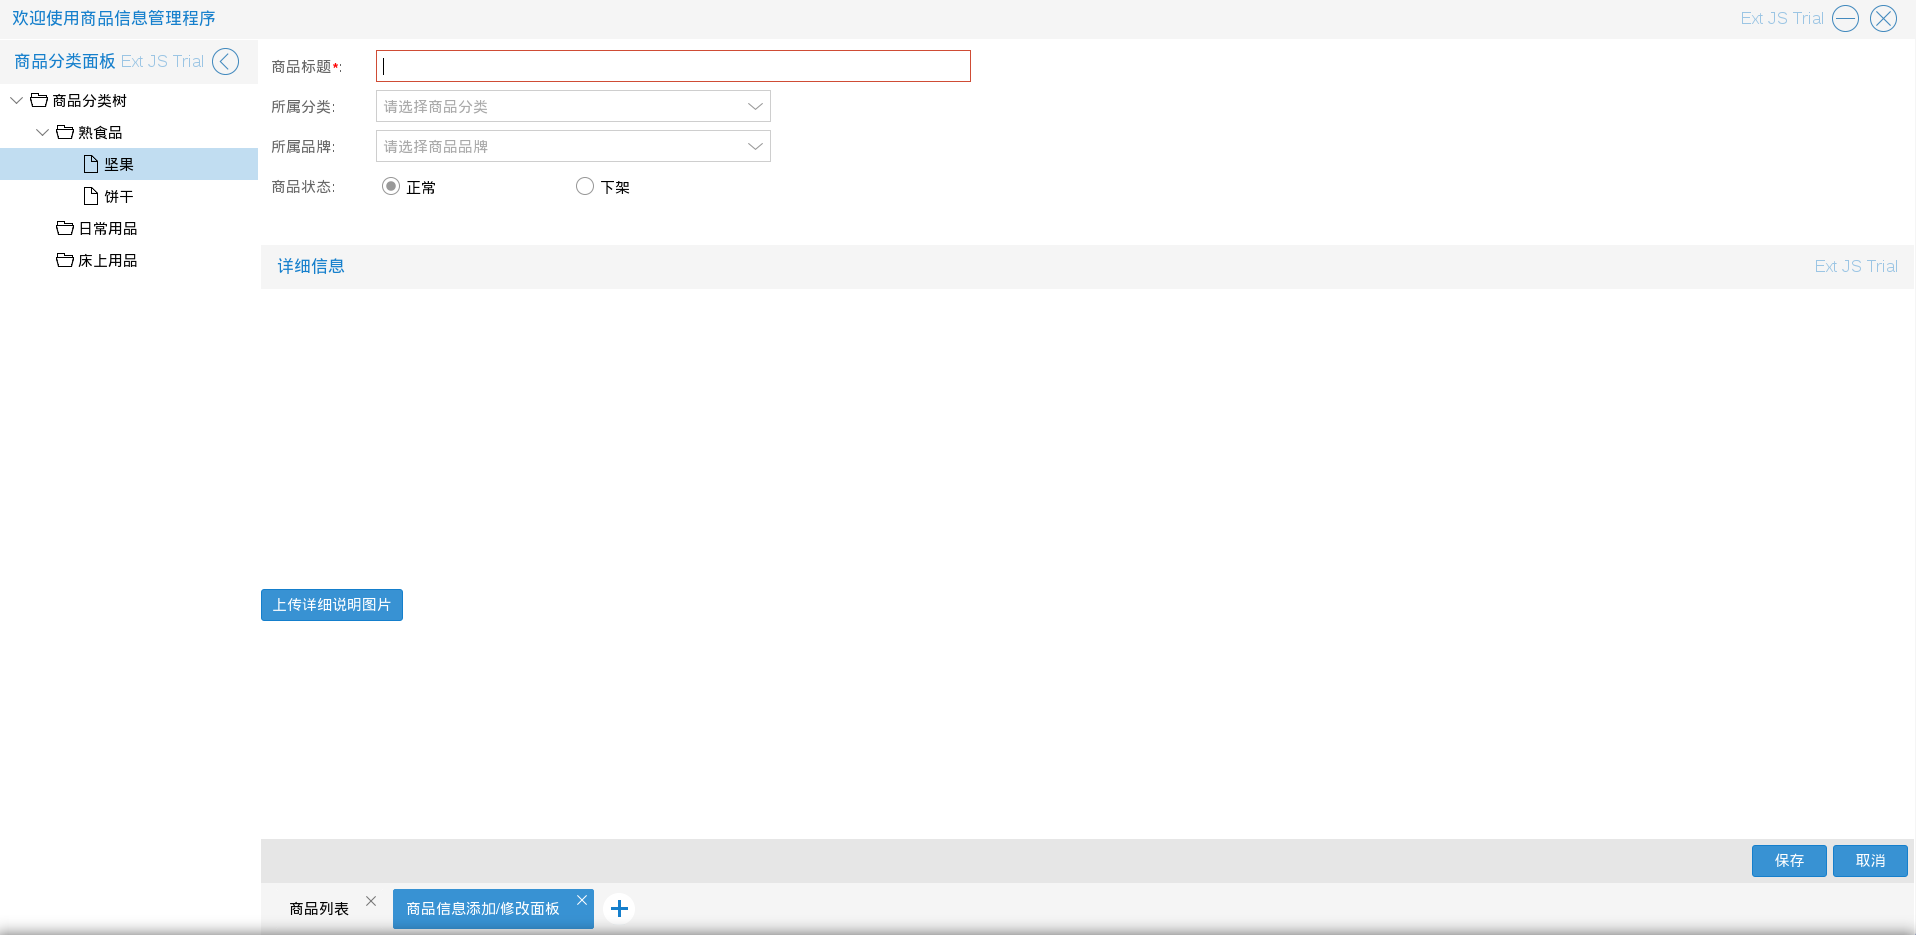 欢迎使用商品信息管理程序 Ext JS Trial
商品分类面板 Ext JS Trial
商品分类树
熟食品
坚果
饼干
日常用品
床上用品
商品标题*:
所属分类: 请选择商品分类
所属品牌: 请选择商品品牌
商品状态: 正常 下架
详细信息 Ext JS Trial
上传详细说明图片
保存 取消
商品列表 商品信息添加/修改面板